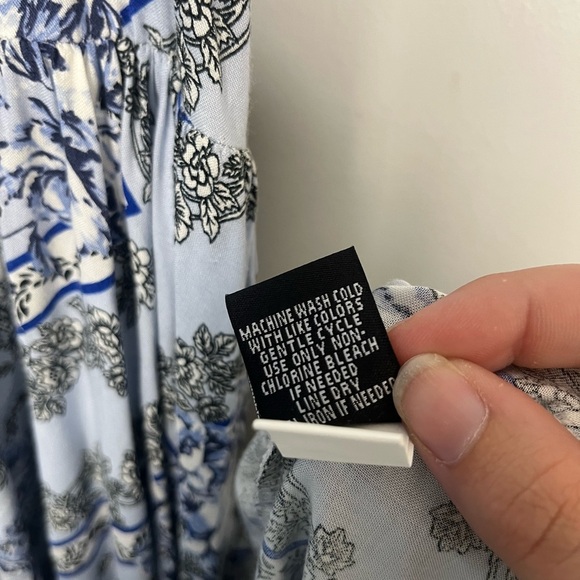 MACHINE WASH COLD
WITH LIKE COLORS
GENTLE CYCLE
USE ONLY NON-
CHLORINE BLEACH
IF NEEDED
LINE DRY
IRON IF NEEDED